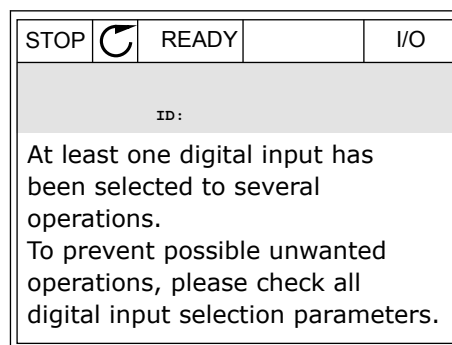 STOP READY I/O
ID:
At least one digital input has
been selected to several
operations.
To prevent possible unwanted
operations, please check all
digital input selection parameters.